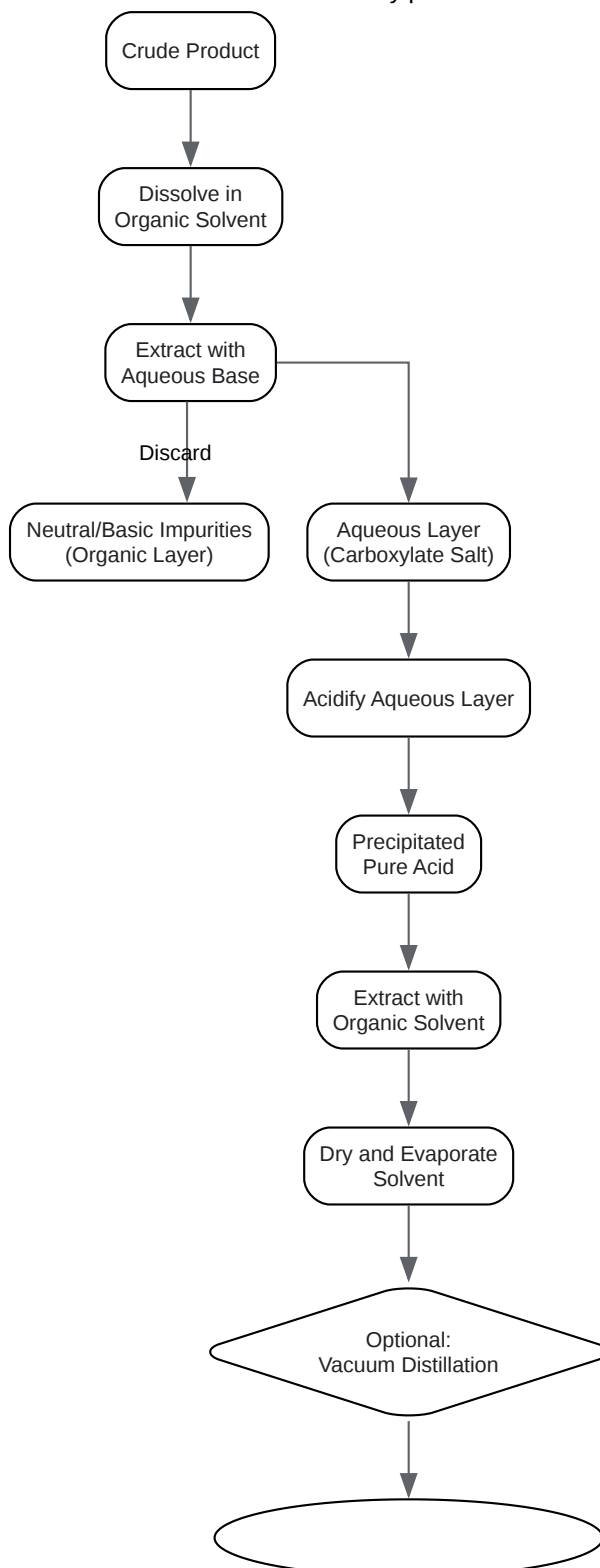 Crude Product
Dissolve in
Organic Solvent
Extract with
Aqueous Base
Discard
Neutral/Basic Impurities
(Organic Layer)
Aqueous Layer
(Carboxylate Salt)
Acidify Aqueous Layer
Precipitated
Pure Acid
Extract with
Organic Solvent
Dry and Evaporate
Solvent
Optional:
Vacuum Distillation